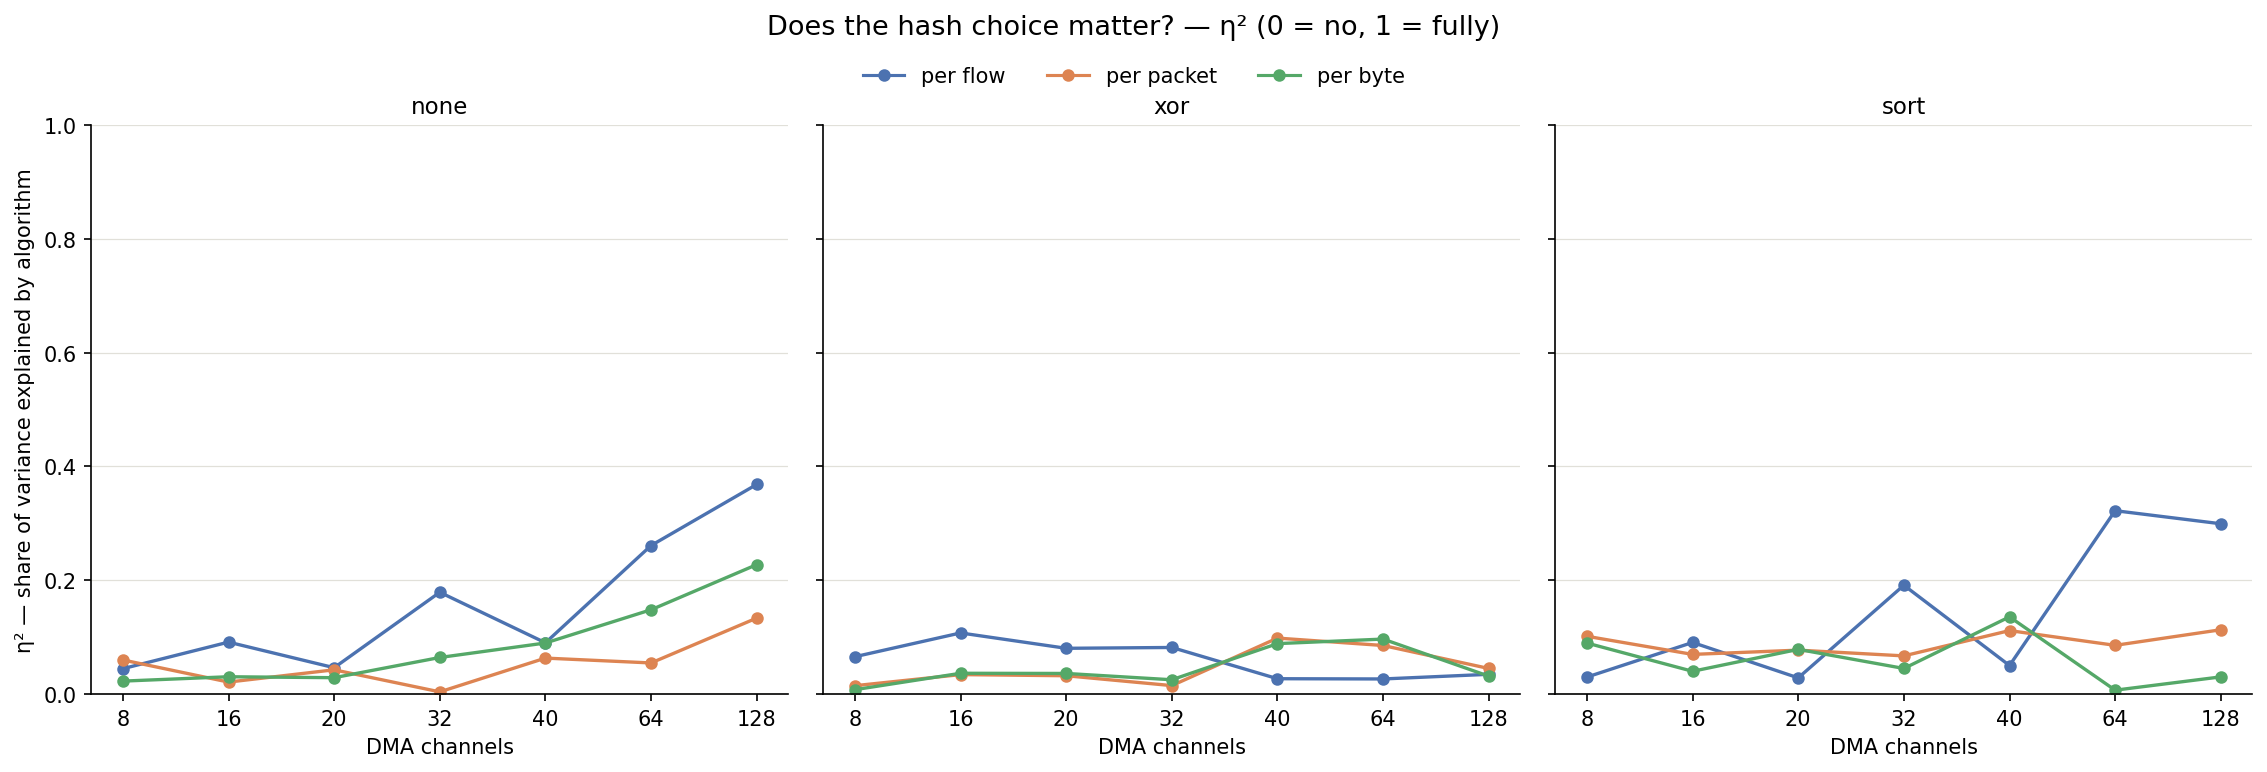 Does the hash choice matter? — η² (0 = no, 1 = fully)
per flow per packet per byte
none
xor
sort
η² — share of variance explained by algorithm
1.0
0.8
0.6
0.4
0.2
0.0
8 16 20 32 40 64 128
8 16 20 32 40 64 128
8 16 20 32 40 64 128
DMA channels
DMA channels
DMA channels